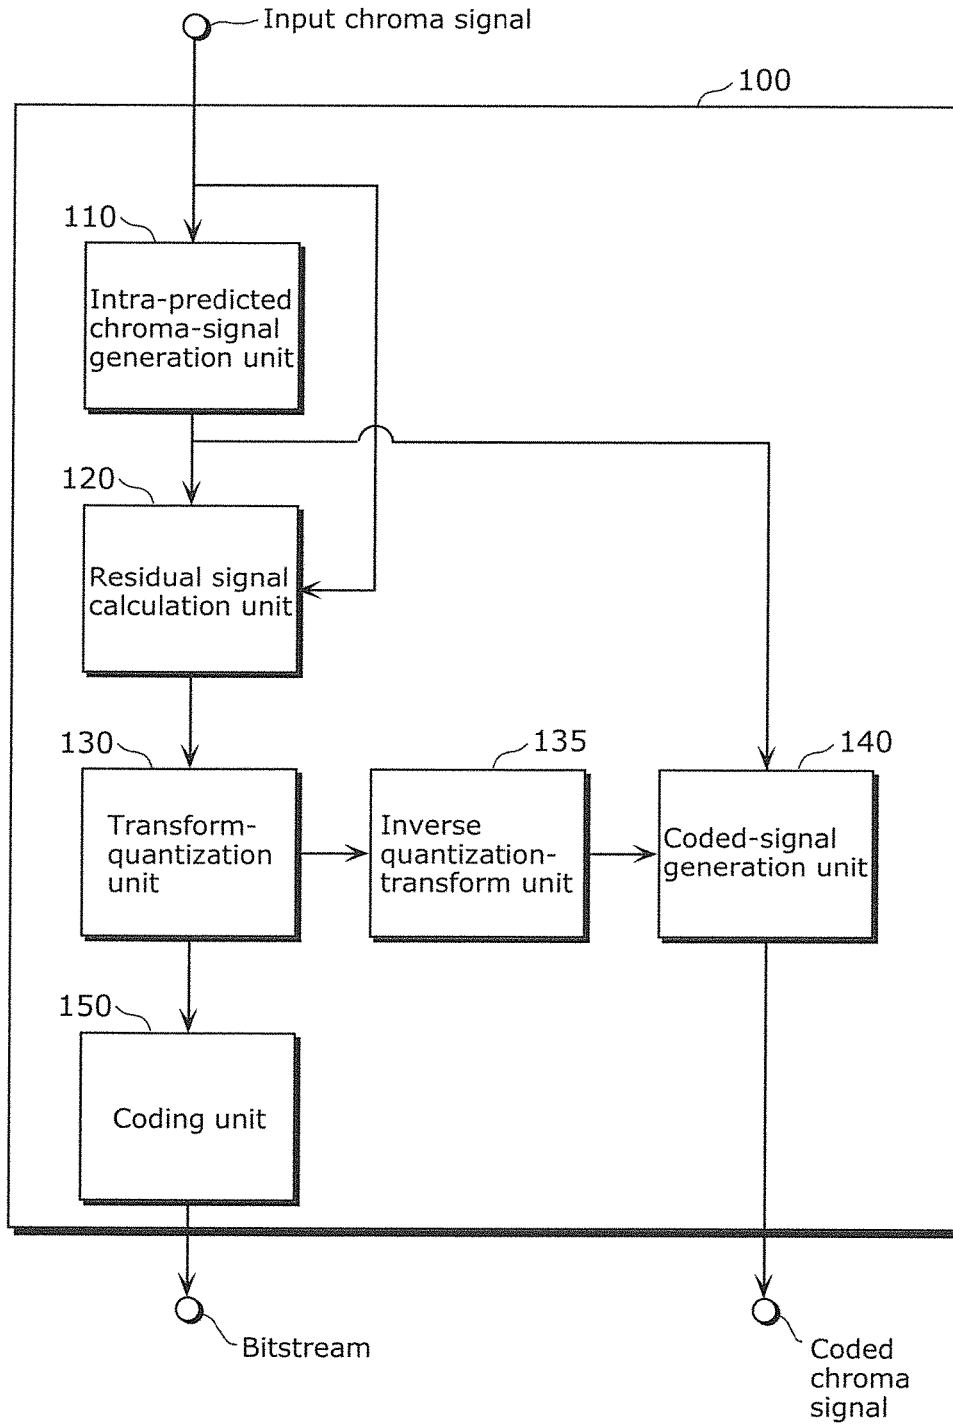 Input chroma signal
100
110
Intra-predicted
chroma-signal
generation unit
120
Residual signal
calculation unit
130
Transform-
quantization
unit
135
Inverse
quantization-
transform unit
140
Coded-signal
generation unit
150
Coding unit
Bitstream
Coded
chroma
signal